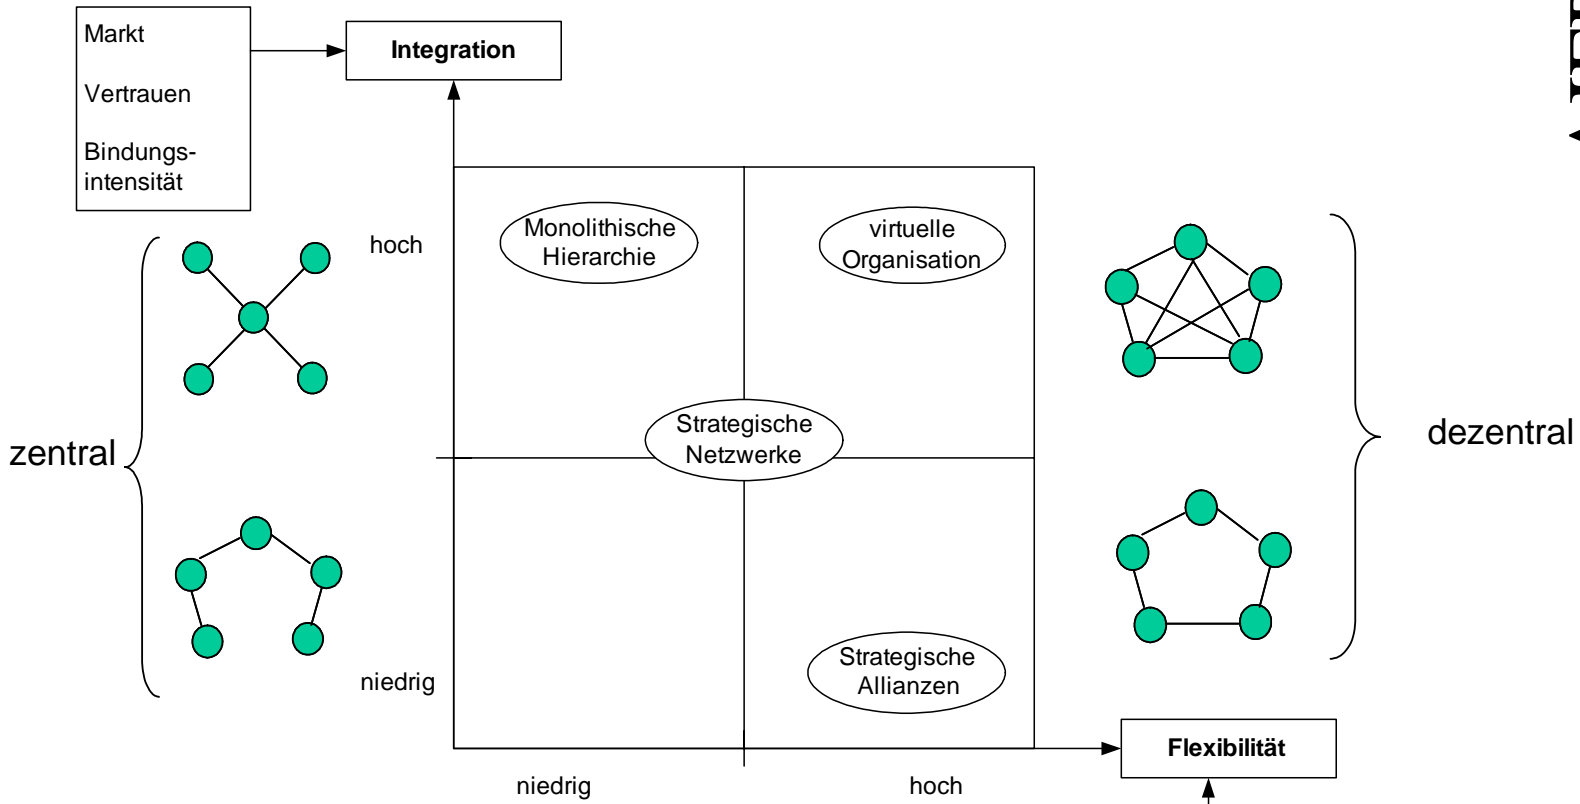 Markt
Vertrauen
Bindungs-
intensität
Integration
hoch
Monolithische
Hierarchie
virtuelle
Organisation
zentral
Strategische
Netzwerke
dezentral
niedrig
Strategische
Allianzen
Flexibilität
niedrig
hoch